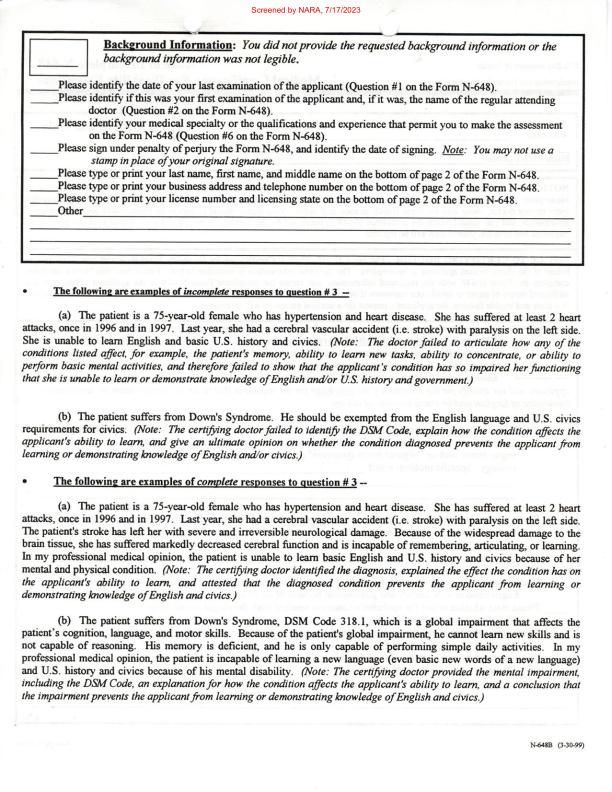 Screened by NARA, 7/17/2023
Background Information: You did not provide the requested background information or the
background information was not legible.
_____Please identify the date of your last examination of the applicant (Question #1 on the Form N-648).
_____Please identify if this was your first examination of the applicant and, if it was, the name of the regular attending
doctor (Question #2 on the Form N-648).
_____Please identify your medical specialty or the qualifications and experience that permit you to make the assessment
on the Form N-648 (Question #6 on the Form N-648).
_____Please sign under penalty of perjury the Form N-648, and identify the date of signing. Note: You may not use a
stamp in place of your original signature.
_____Please type or print your last name, first name, and middle name on the bottom of page 2 of the Form N-648.
_____Please type or print your business address and telephone number on the bottom of page 2 of the Form N-648.
_____Please type or print your license number and licensing state on the bottom of page 2 of the Form N-648.
_____Other
• The following are examples of incomplete responses to question # 3 --
(a) The patient is a 75-year-old female who has hypertension and heart disease. She has suffered at least 2 heart
attacks, once in 1996 and in 1997. Last year, she had a cerebral vascular accident (i.e. stroke) with paralysis on the left side.
She is unable to learn English and basic U.S. history and civics. (Note: The doctor failed to articulate how any of the
conditions listed affect, for example, the patient's memory, ability to learn new tasks, ability to concentrate, or ability to
perform basic mental activities, and therefore failed to show that the applicant's condition has so impaired her functioning
that she is unable to learn or demonstrate knowledge of English and/or U.S. history and government.)
(b) The patient suffers from Down's Syndrome. He should be exempted from the English language and U.S. civics
requirements for civics. (Note: The certifying doctor failed to identify the DSM Code, explain how the condition affects the
applicant's ability to learn, and give an ultimate opinion on whether the condition diagnosed prevents the applicant from
learning or demonstrating knowledge of English and/or civics.)
• The following are examples of complete responses to question # 3 --
(a) The patient is a 75-year-old female who has hypertension and heart disease. She has suffered at least 2 heart
attacks, once in 1996 and in 1997. Last year, she had a cerebral vascular accident (i.e. stroke) with paralysis on the left side.
The patient's stroke has left her with severe and irreversible neurological damage. Because of the widespread damage to the
brain tissue, she has suffered markedly decreased cerebral function and is incapable of remembering, articulating, or learning.
In my professional medical opinion, the patient is unable to learn basic English and U.S. history and civics because of her
mental and physical condition. (Note: The certifying doctor identified the diagnosis, explained the effect the condition has on
the applicant's ability to learn, and attested that the diagnosed condition prevents the applicant from learning or
demonstrating knowledge of English and civics.)
(b) The patient suffers from Down's Syndrome, DSM Code 318.1, which is a global impairment that affects the
patient's cognition, language, and motor skills. Because of the patient's global impairment, he cannot learn new skills and is
not capable of reasoning. His memory is deficient, and he is only capable of performing simple daily activities. In my
professional medical opinion, the patient is incapable of learning a new language (even basic new words of a new language)
and U.S. history and civics because of his mental disability. (Note: The certifying doctor provided the mental impairment,
including the DSM Code, an explanation for how the condition affects the applicant's ability to learn, and a conclusion that
the impairment prevents the applicant from learning or demonstrating knowledge of English and civics.)
N-648B (3-30-99)